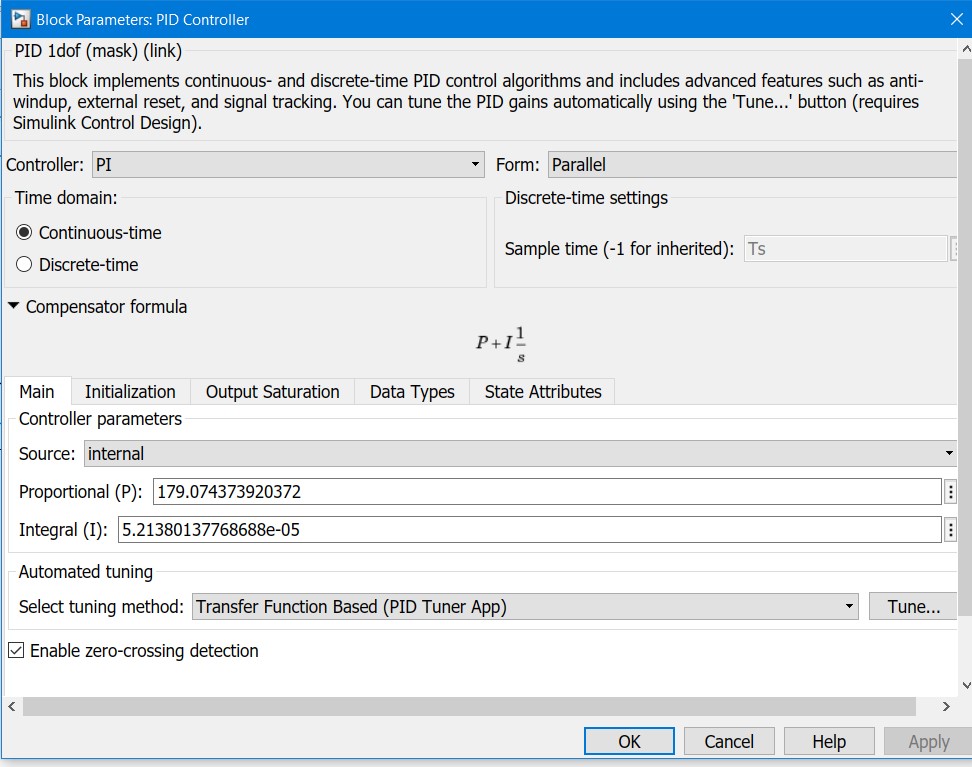 Block Parameters: PID Controller
PID 1dof (mask) (link)
This block implements continuous- and discrete-time PID control algorithms and includes advanced features such as anti-
windup, external reset, and signal tracking. You can tune the PID gains automatically using the 'Tune...' button (requires
Simulink Control Design).
Controller: PI Form: Parallel
Time domain: Discrete-time settings
Continuous-time
Sample time (-1 for inherited): Ts
Discrete-time
Compensator formula
P + I 1/s
Main Initialization Output Saturation Data Types State Attributes
Controller parameters
Source: internal
Proportional (P): 179.074373920372
Integral (I): 5.21380137768688e-05
Automated tuning
Select tuning method: Transfer Function Based (PID Tuner App) Tune...
Enable zero-crossing detection
OK Cancel Help Apply